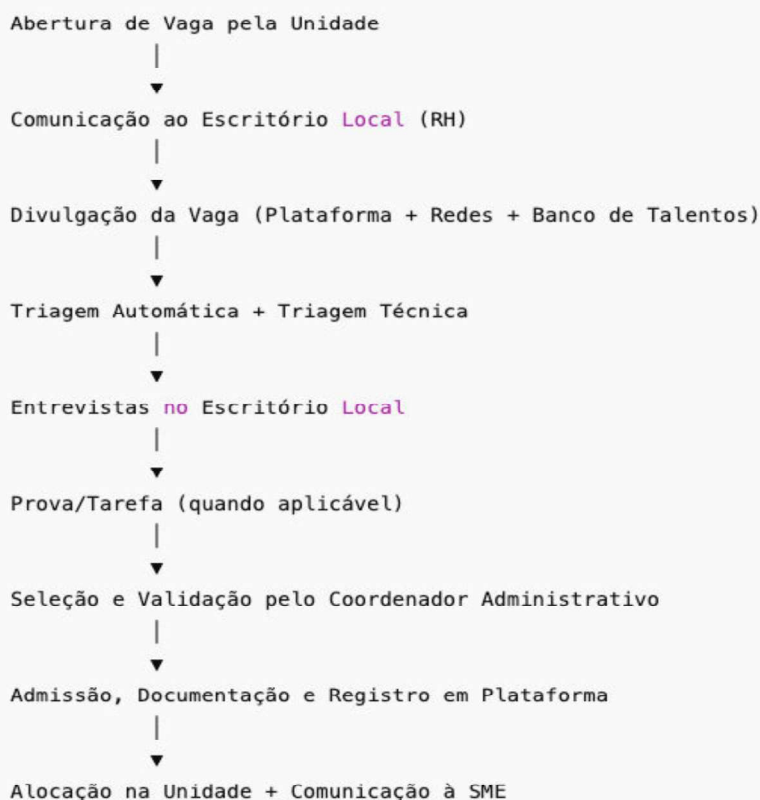 Abertura de Vaga pela Unidade
Comunicação ao Escritório Local (RH)
Divulgação da Vaga (Plataforma + Redes + Banco de Talentos)
Triagem Automática + Triagem Técnica
Entrevistas no Escritório Local
Prova/Tarefa (quando aplicável)
Seleção e Validação pelo Coordenador Administrativo
Admissão, Documentação e Registro em Plataforma
Alocação na Unidade + Comunicação à SME